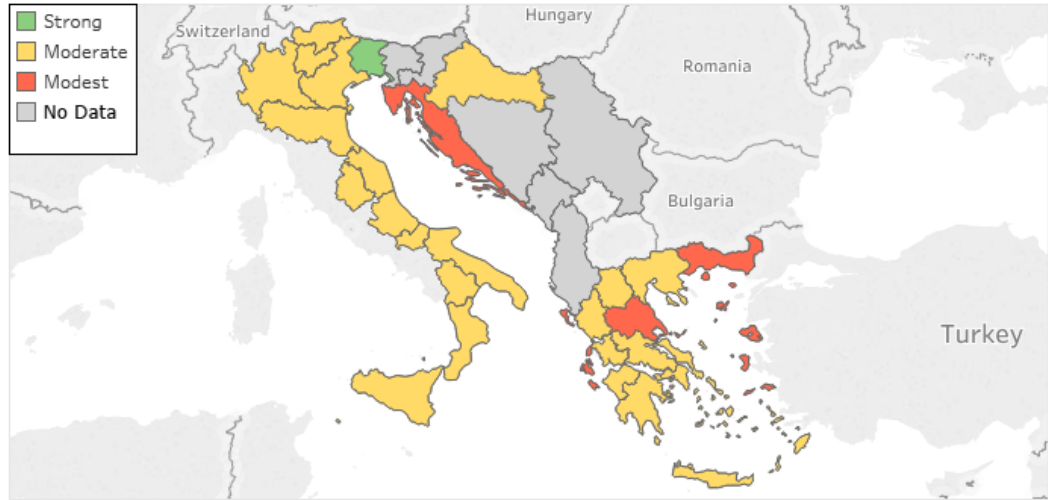 Strong
Moderate
Modest
No Data
Switzerland
Hungary
Romania
Bulgaria
Turkey